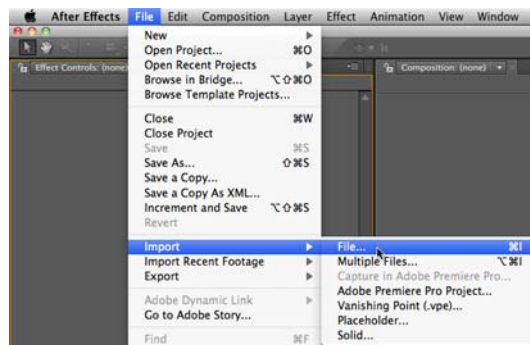 After Effects File Edit Composition Layer Effect Animation View Window
Effect Controls: (none)
Composition: (none)
New
Open Project... ⌘O
Open Recent Projects
Browse in Bridge... ⌥⇧⌘O
Browse Template Projects...
Close ⌘W
Close Project
Save ⌘S
Save As... ⇧⌘S
Save a Copy...
Save a Copy As XML...
Increment and Save ⌥⇧⌘S
Revert
Import
Import Recent Footage
Export
Adobe Dynamic Link
Go to Adobe Story...
Find ⌘F
File... ⌘I
Multiple Files... ⌥⌘I
Capture in Adobe Premiere Pro...
Adobe Premiere Pro Project...
Vanishing Point (.vpe)...
Placeholder...
Solid...